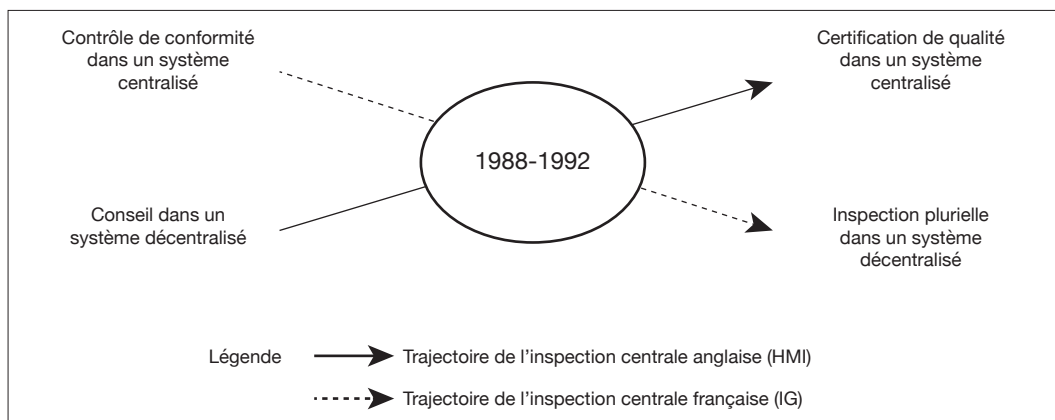 Contrôle de conformité
dans un système
centralisé
Certification de qualité
dans un système
centralisé
1988-1992
Conseil dans un
système décentralisé
Inspection plurielle
dans un système
décentralisé
Légende
Trajectoire de l’inspection centrale anglaise (HMI)
Trajectoire de l’inspection centrale française (IG)